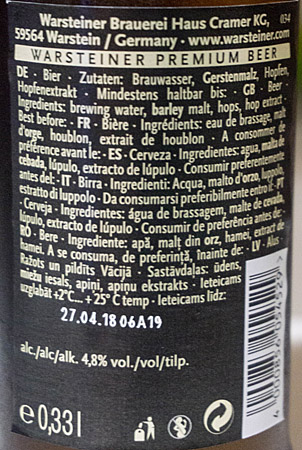 Warsteiner Brauerei Haus Cramer KG, 034
59564 Warstein / Germany · www.warsteiner.com
WARSTEINER PREMIUM BEER
DE · Bier · Zutaten: Brauwasser, Gerstenmalz, Hopfen,
Hopfenextrakt · Mindestens haltbar bis: · GB · Beer
Ingredients: brewing water, barley malt, hops, hop extract ·
Best before: · FR · Bière · Ingrédients: eau de brassage, malt
d'orge, houblon, extrait de houblon · A consommer de
préférence avant le: · ES · Cerveza · Ingredientes: agua, malta de
cebada, lúpulo, extracto de lúpulo · Consumir preferentemente
antes del: · IT · Birra · Ingredienti: Acqua, malto d'orzo, luppolo,
estratto di luppolo · Da consumarsi preferibilmente entro il: · PT
· Cerveja · Ingredientes: água de brassagem, malte de cevada,
lúpulo, extrato de lúpulo · Consumir de preferência antes de: ·
RO · Bere · Ingrediente: apă, malț din orz, hamei, extract de
hamei. A se consuma, de preferință, înainte de: · LV · Alus ·
Ražots un pildīts Vācijā · Sastāvdaļas: ūdens,
miežu iesals, apiņi, apiņu ekstrakts · Ieteicams
uzglabāt +2°C... + 25° C temp · Ieteicams līdz:
27.04.18 06A19
alc./alc/alk. 4,8% vol./vol/tilp.
℮ 0,33 l